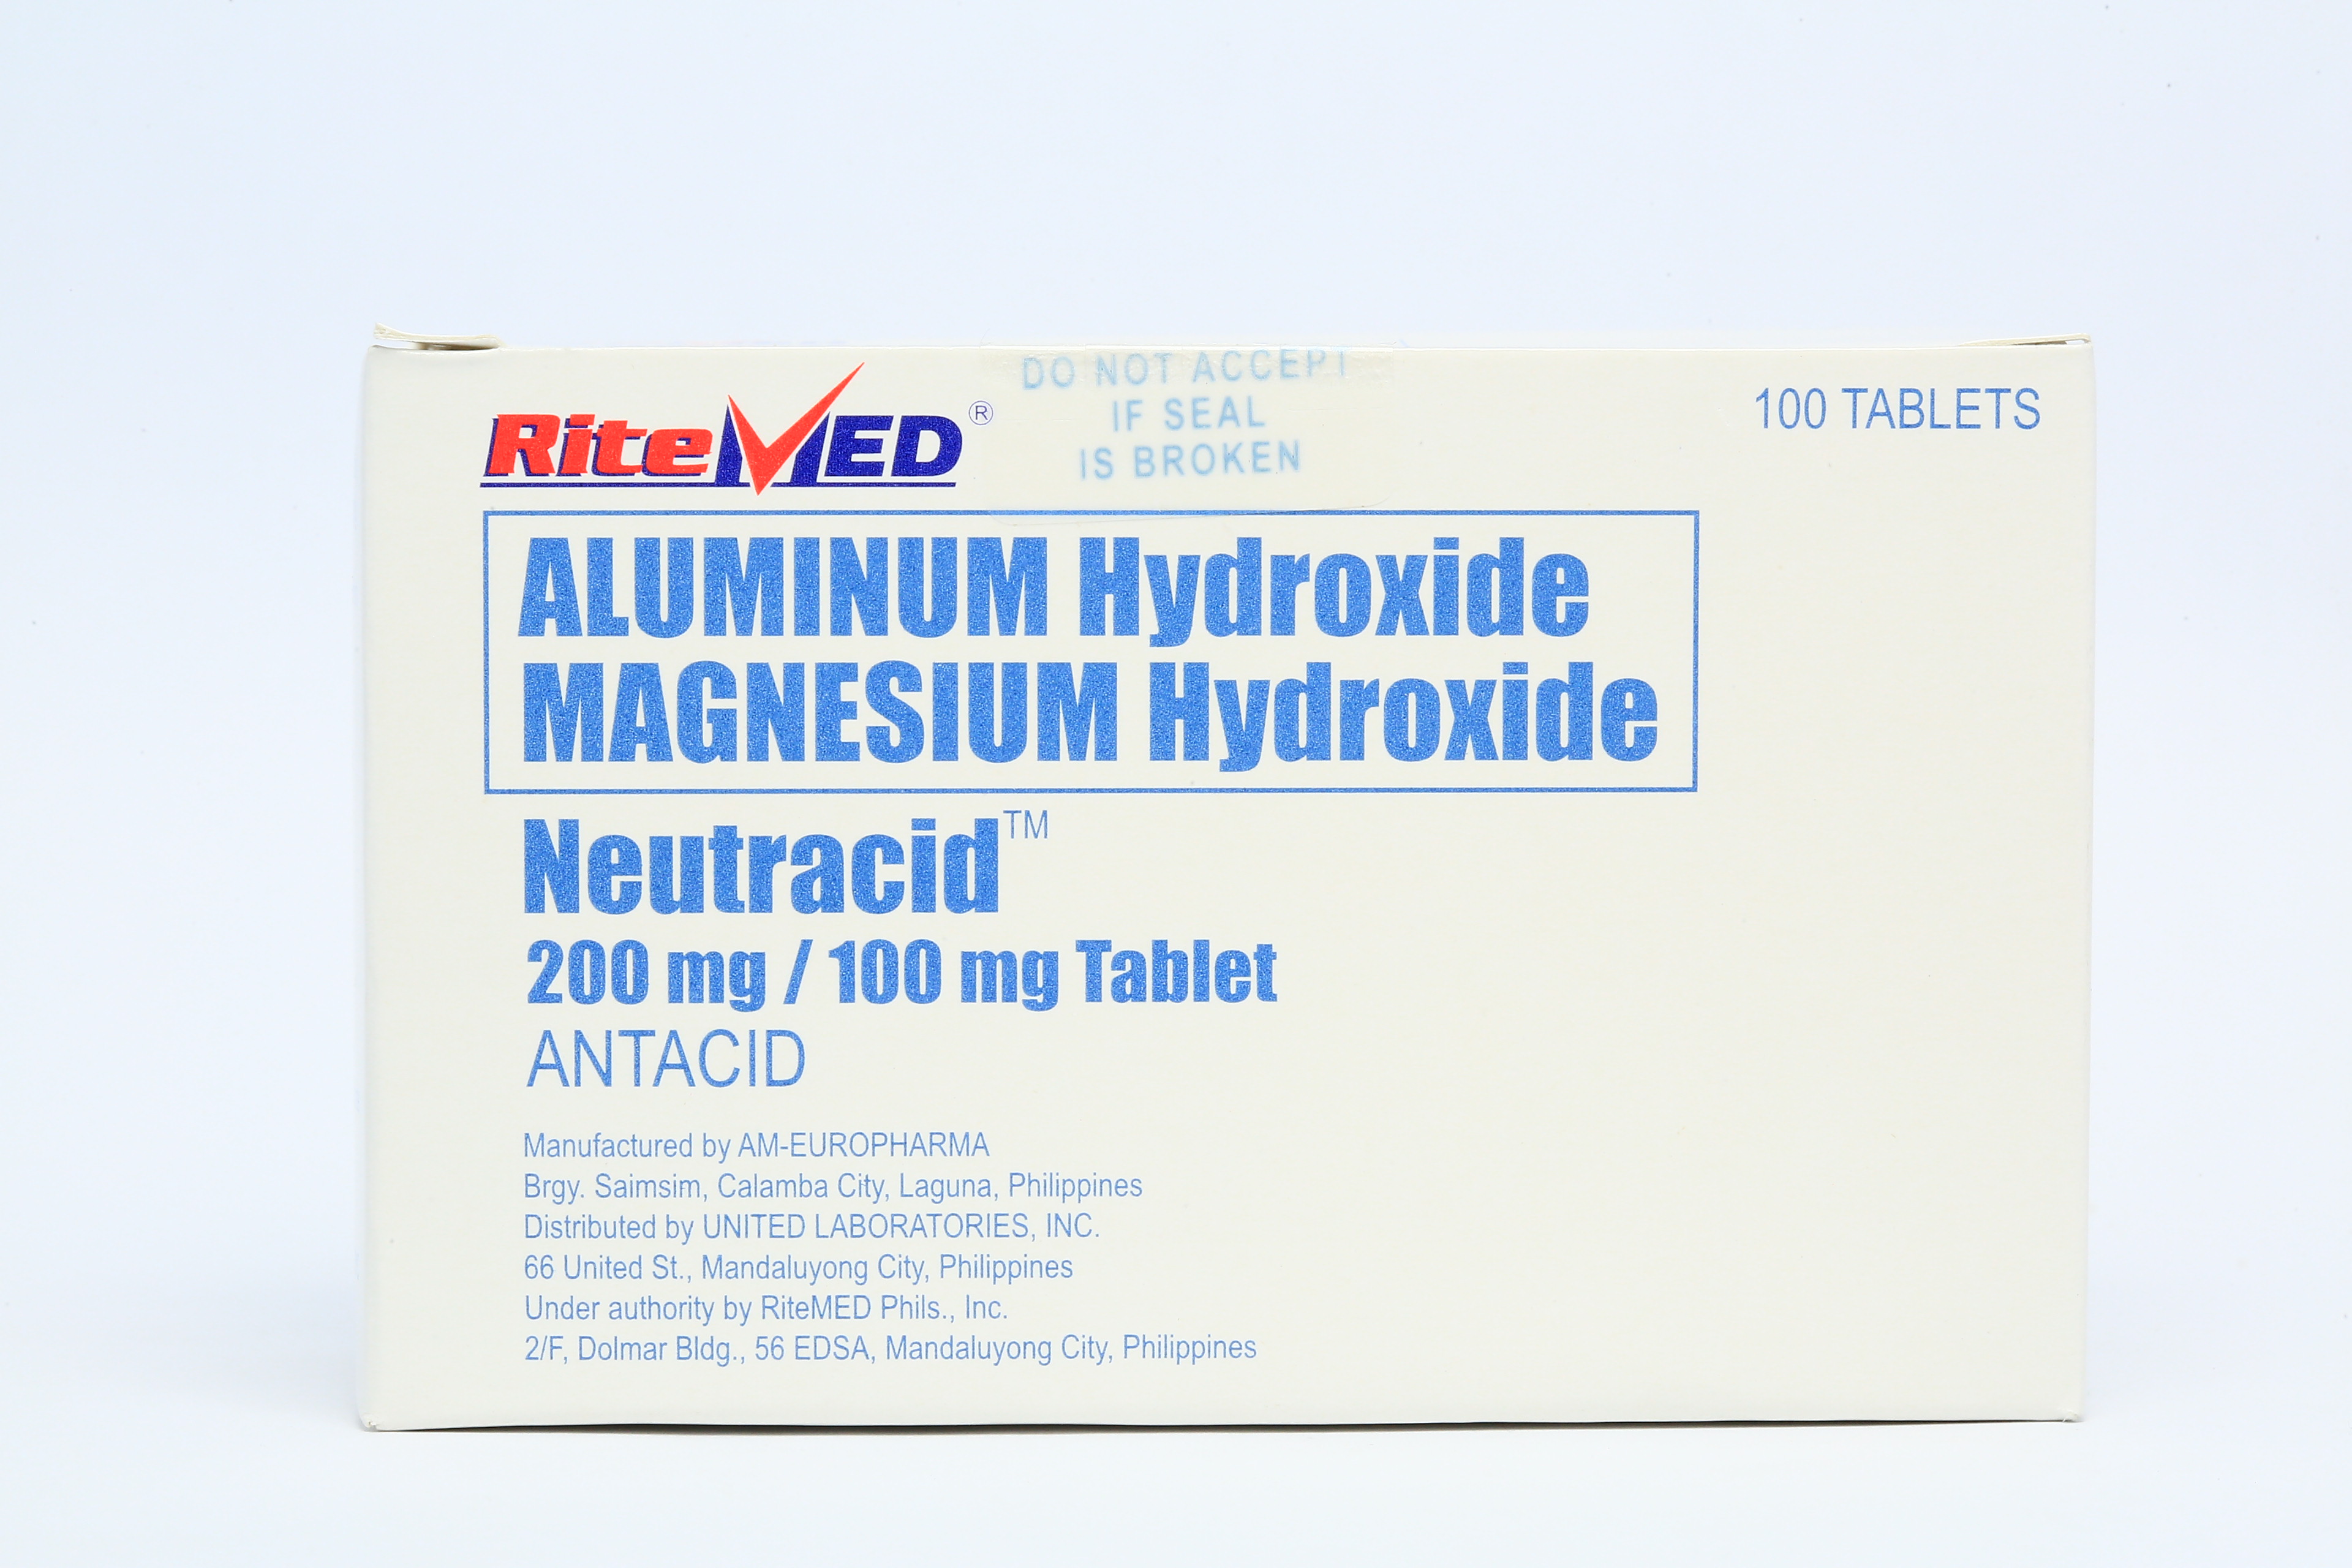 RiteMED®
DO NOT ACCEPT
IF SEAL
IS BROKEN
100 TABLETS
ALUMINUM Hydroxide
MAGNESIUM Hydroxide
Neutracid™
200 mg / 100 mg Tablet
ANTACID
Manufactured by AM-EUROPHARMA
Brgy. Saimsim, Calamba City, Laguna, Philippines
Distributed by UNITED LABORATORIES, INC.
66 United St., Mandaluyong City, Philippines
Under authority by RiteMED Phils., Inc.
2/F, Dolmar Bldg., 56 EDSA, Mandaluyong City, Philippines